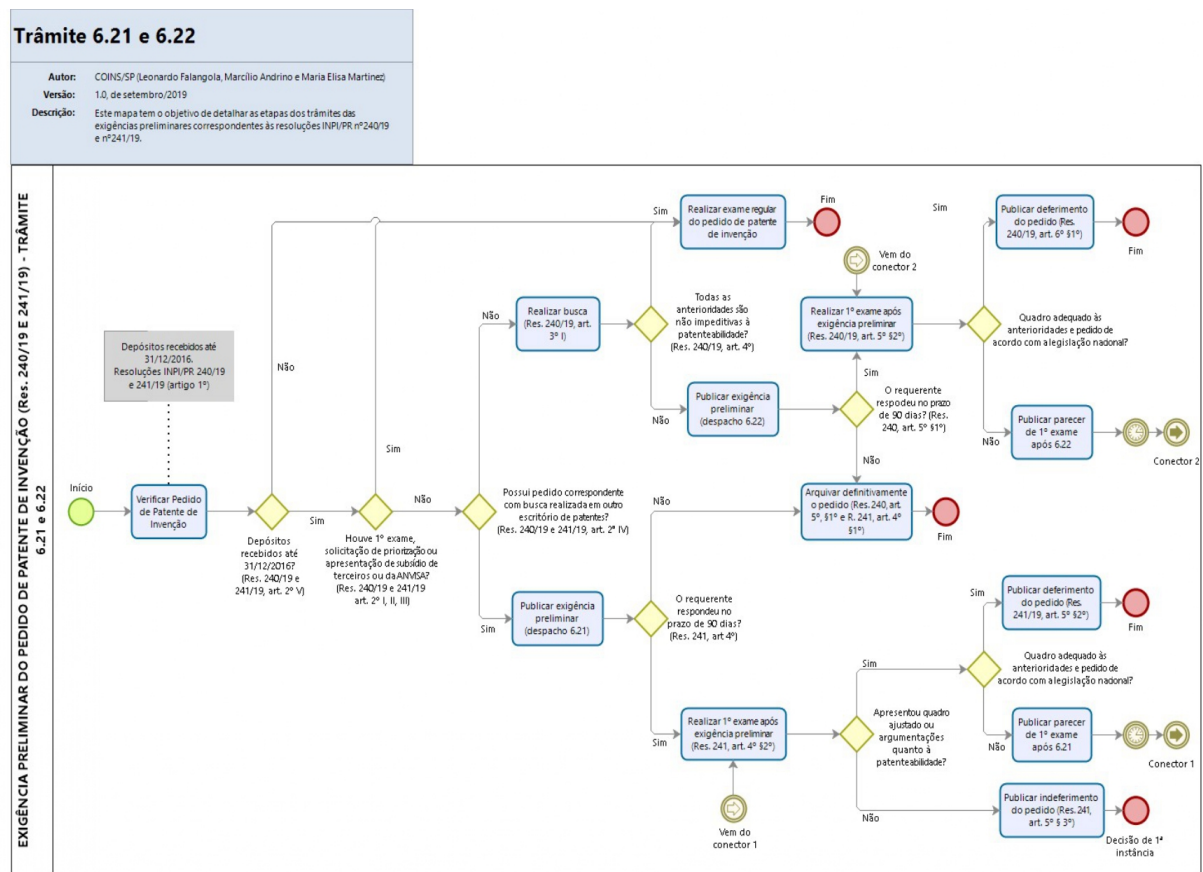 Trâmite 6.21 e 6.22
Autor: COINS/SP (Leonardo Falangola, Marcílio Andrino e Maria Elisa Martinez)
Versão: 1.0, de setembro/2019
Descrição: Este mapa tem o objetivo de detalhar as etapas dos trâmites das
exigências preliminares correspondentes às resoluções INPI/PR nº240/19
e nº241/19.
EXIGÊNCIA PRELIMINAR DO PEDIDO DE PATENTE DE INVENÇÃO (Res. 240/19 E 241/19) - TRÂMITE
6.21 e 6.22
Início
Depósitos recebidos até
31/12/2016.
Resoluções INPI/PR 240/19
e 241/19 (artigo 1º)
Verificar Pedido
de Patente de
Invenção
Depósitos
recebidos até
31/12/2016?
(Res. 240/19 e
241/19, art. 2º V)
Não
Sim
Houve 1º exame,
solicitação de priorização ou
apresentação de subsídio de
terceiros ou da ANVISA?
(Res. 240/19 e 241/19
art. 2º I, II, III)
Sim
Não
Possui pedido correspondente
com busca realizada em outro
escritório de patentes?
(Res. 240/19 e 241/19, art. 2º IV)
Não
Sim
Realizar busca
(Res. 240/19, art.
3º I)
Todas as
anterioridades são
não impeditivas à
patenteabilidade?
(Res. 240/19, art. 4º)
Sim
Não
Realizar exame regular
do pedido de patente
de invenção
Fim
Publicar exigência
preliminar
(despacho 6.22)
O requerente
respodeu no prazo
de 90 dias? (Res.
240, art. 5º §1º)
Sim
Não
Vem do
conector 2
Realizar 1º exame após
exigência preliminar
(Res. 240/19, art. 5º §2º)
Quadro adequado às
anterioridades e pedido de
acordo com a legislação nacional?
Sim
Não
Publicar deferimento
do pedido (Res.
240/19, art. 6º §1º)
Fim
Publicar parecer
de 1º exame
após 6.22
Conector 2
Arquivar definitivamente
o pedido (Res. 240, art.
5º, §1º e R. 241, art. 4º
§1º)
Fim
Publicar exigência
preliminar
(despacho 6.21)
O requerente
respondeu no
prazo de 90 dias?
(Res. 241, art 4º)
Não
Sim
Realizar 1º exame após
exigência preliminar
(Res. 241, art. 4º §2º)
Vem do
conector 1
Apresentou quadro
ajustado ou
argumentações
quanto à
patenteabilidade?
Sim
Não
Quadro adequado às
anterioridades e pedido de
acordo com a legislação nacional?
Sim
Não
Publicar deferimento
do pedido (Res.
241/19, art. 5º §2º)
Fim
Publicar parecer
de 1º exame
após 6.21
Conector 1
Publicar indeferimento
do pedido (Res. 241,
art. 5º § 3º)
Decisão de 1ª
instância